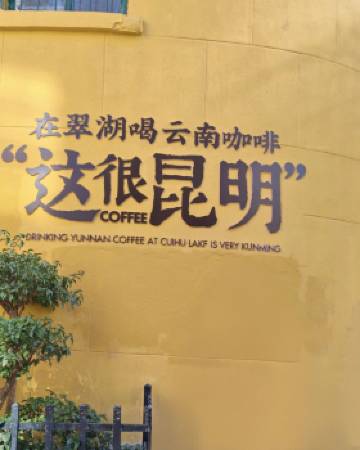 在翠湖喝云南咖啡
“这很昆明”
COFFEE
DRINKING YUNNAN COFFEE AT CUIHU LAKE IS VERY KUNMING